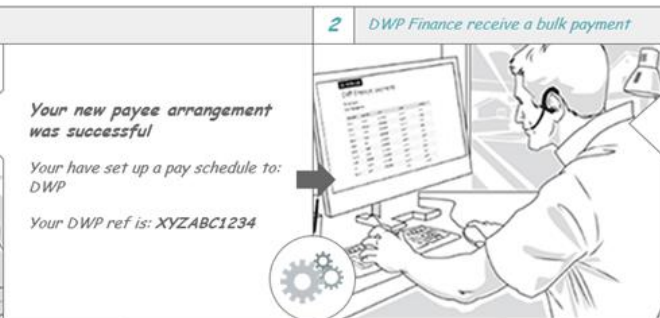 2 DWP Finance receive a bulk payment
Your new payee arrangement
was successful
Your have set up a pay schedule to:
DWP
Your DWP ref is: XYZABC1234